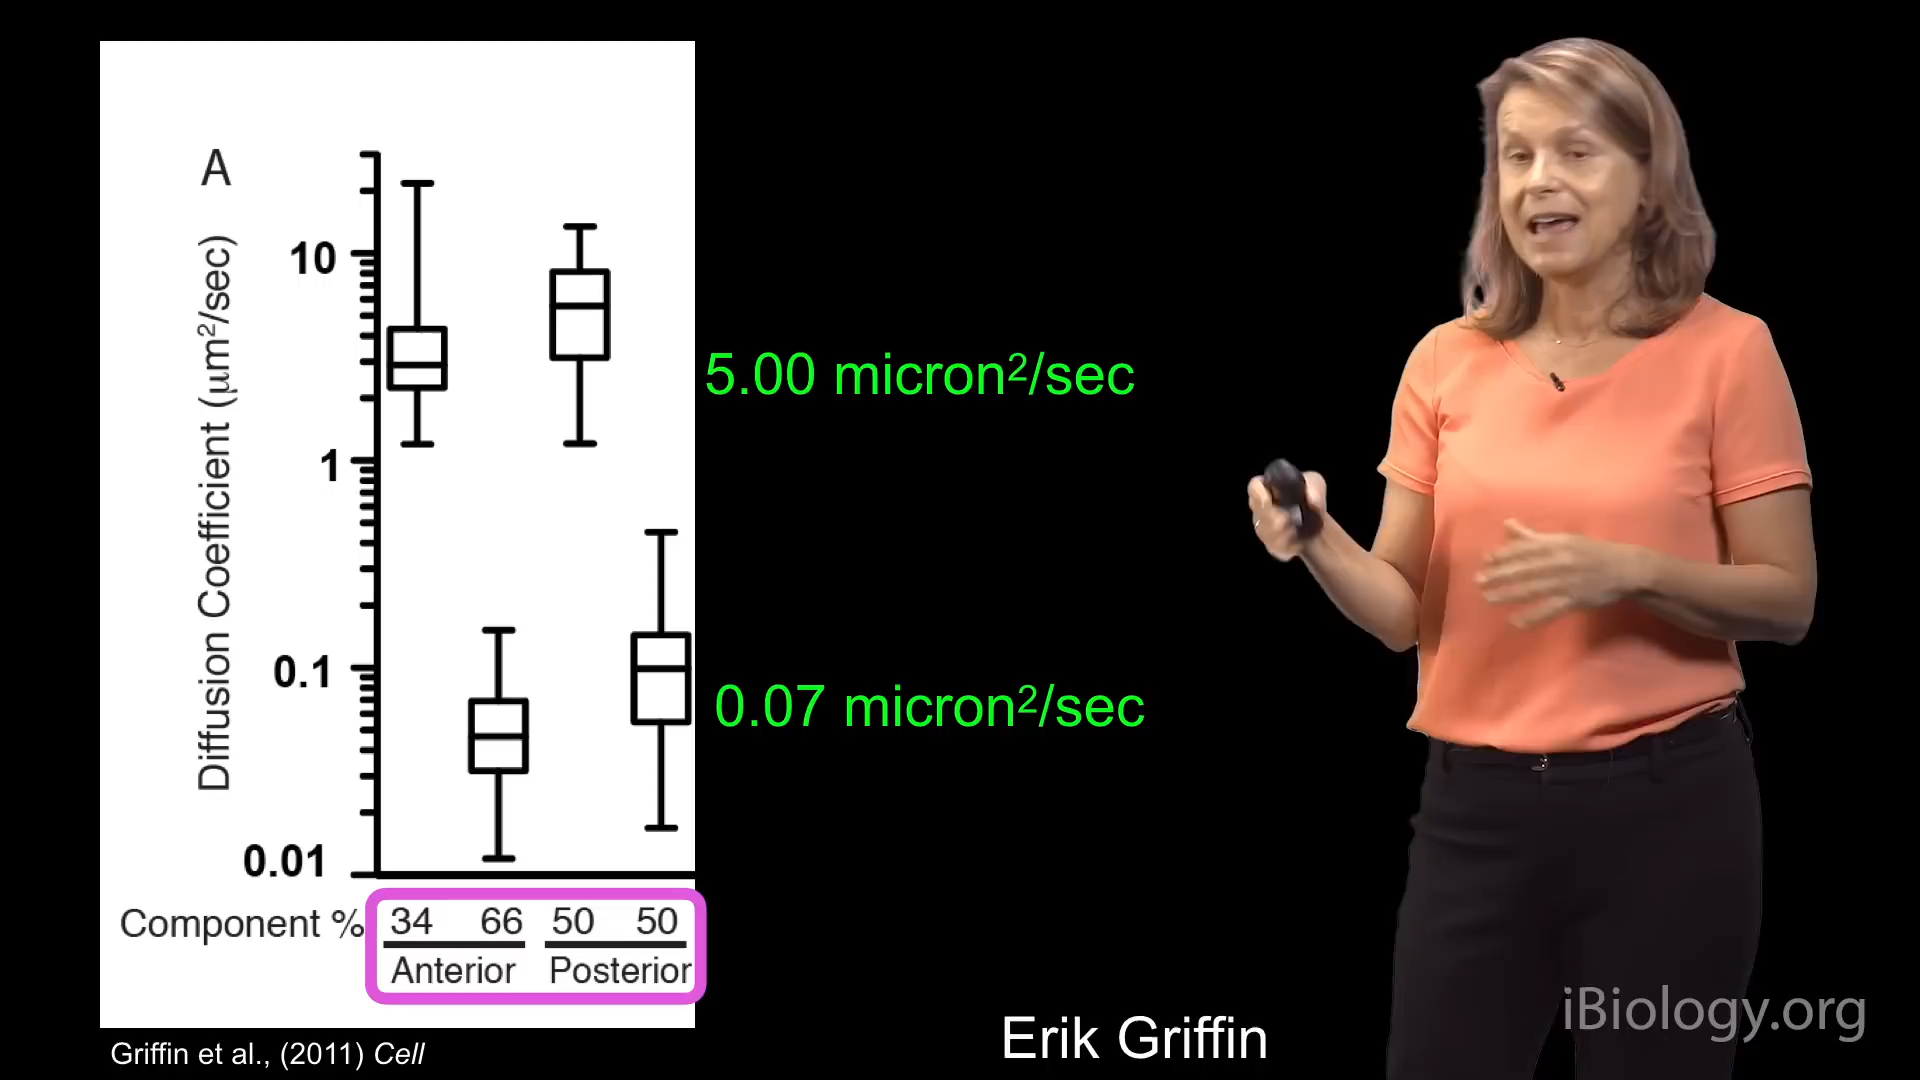 A
Diffusion Coefficient (μm²/sec)
10
1
0.1
0.01
5.00 micron²/sec
0.07 micron²/sec
Component % 34 66 50 50
Anterior Posterior
Griffin et al., (2011) Cell
Erik Griffin
iBiology.org